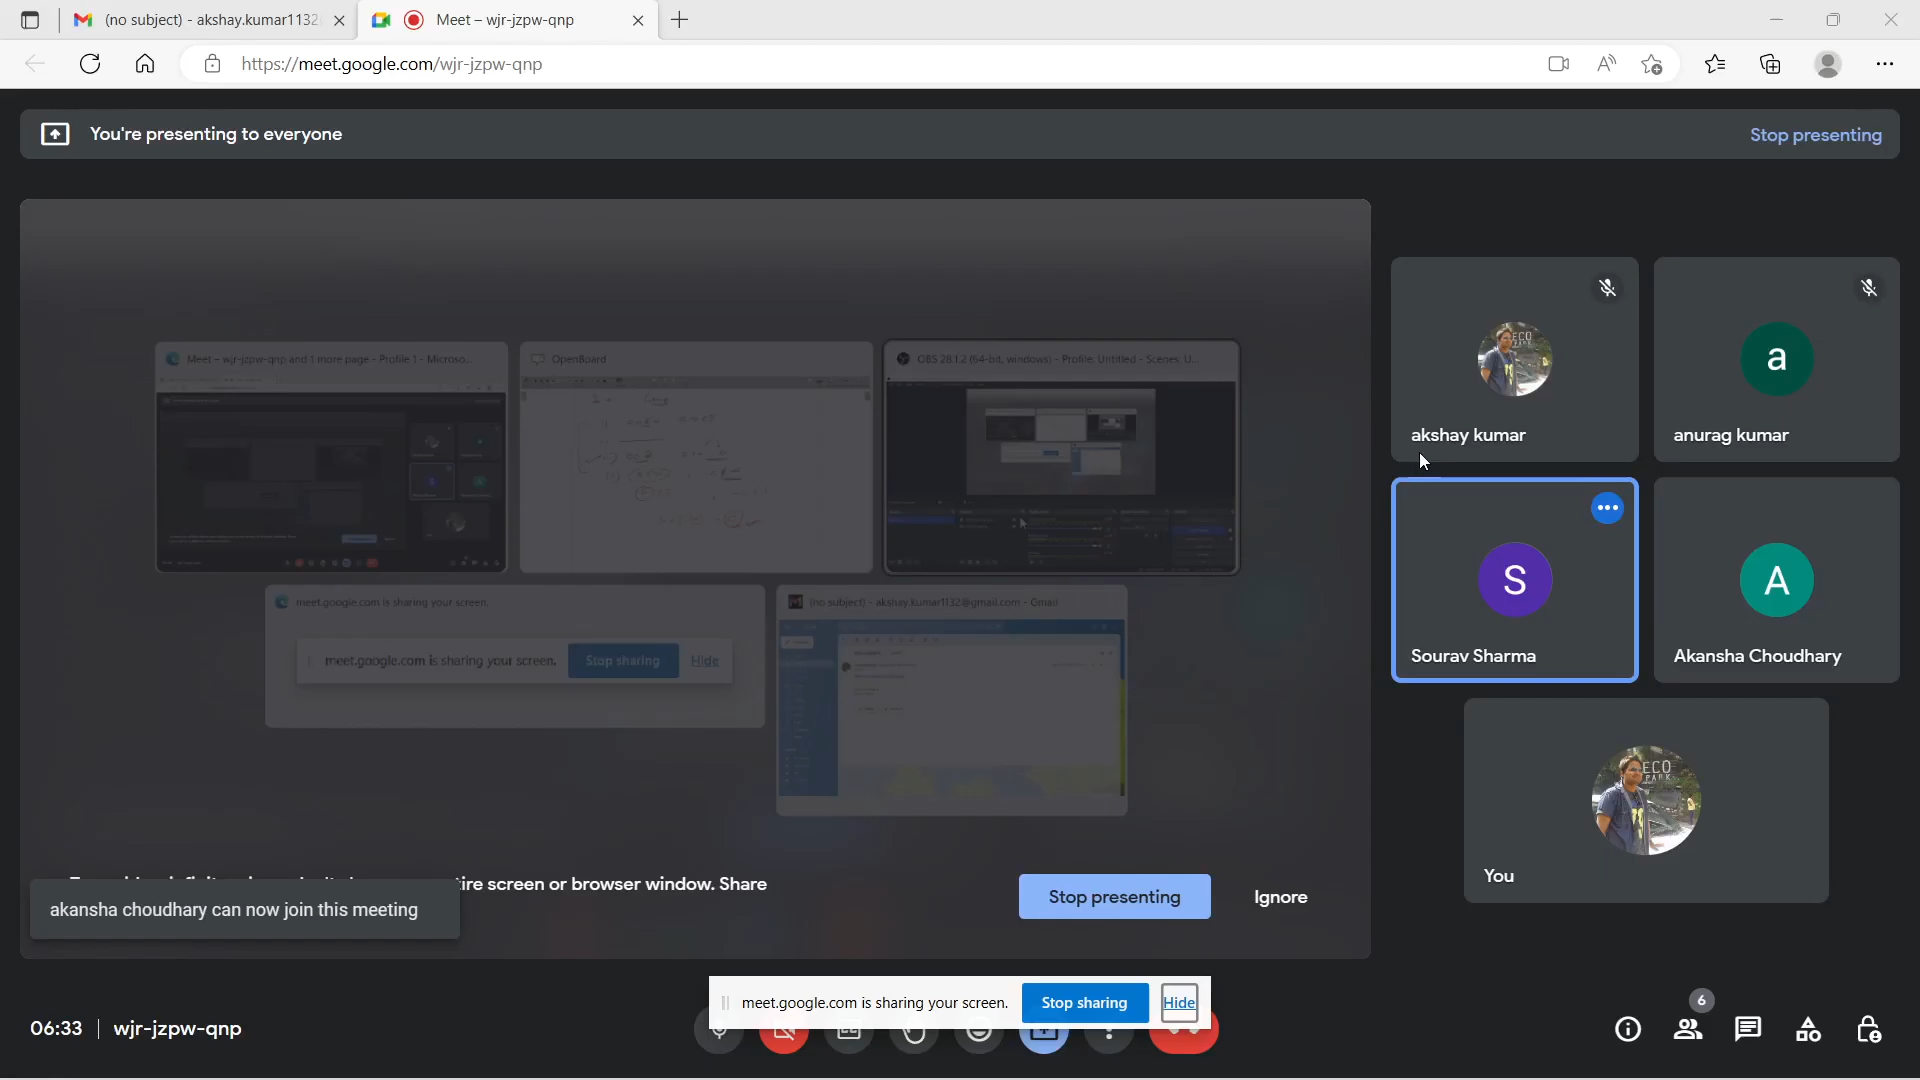 (no subject) - akshay.kumar1132
Meet – wjr-jzpw-qnp
https://meet.google.com/wjr-jzpw-qnp
You're presenting to everyone
Stop presenting
Meet – wjr-jzpw-qnp and 1 more page - Profile 1 - Microso...
OpenBoard
OBS 28.1.2 (64-bit, windows) - Profile: Untitled - Scenes: U...
meet.google.com is sharing your screen.
(no subject) - akshay.kumar1132@gmail.com - Gmail
meet.google.com is sharing your screen.
Stop sharing
Hide
ECO
PARK
akshay kumar
a
anurag kumar
S
Sourav Sharma
A
Akansha Choudhary
ECO
PARK
You
tire screen or browser window. Share
akansha choudhary can now join this meeting
Stop presenting
Ignore
meet.google.com is sharing your screen.
Stop sharing
Hide
06:33
wjr-jzpw-qnp
6